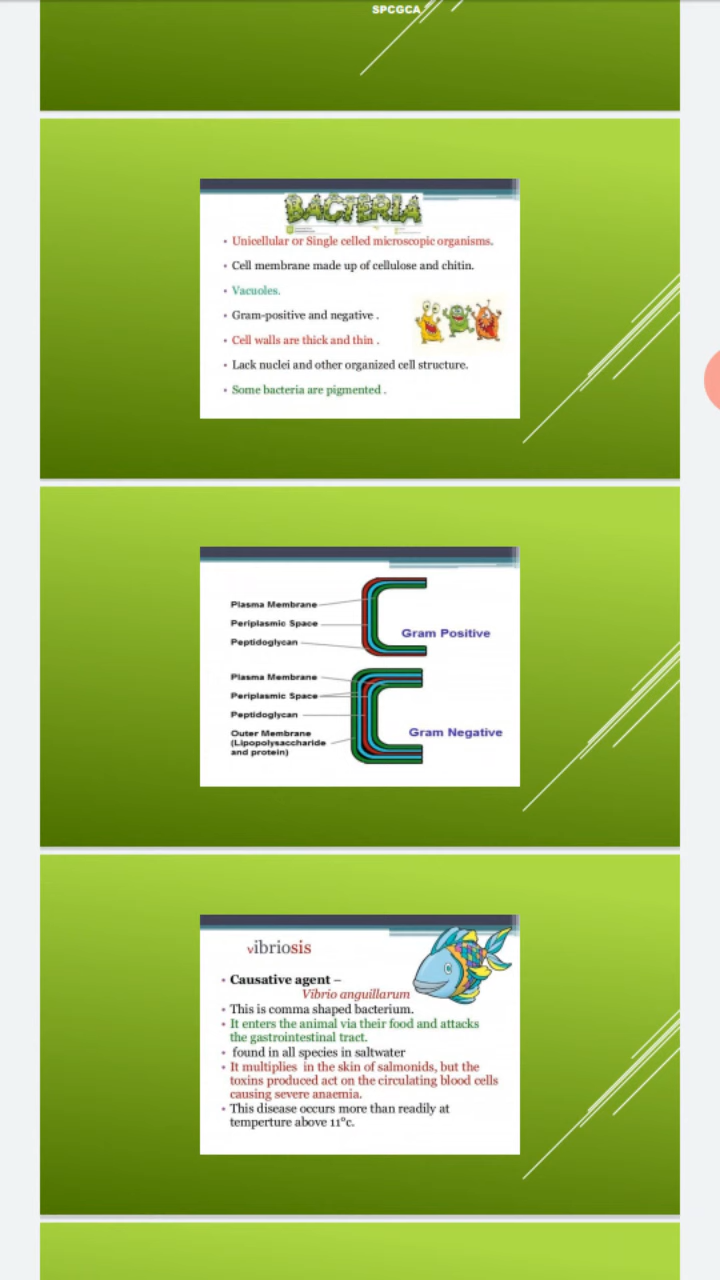 SPCGCA
BACTERIA
• Unicellular or Single celled microscopic organisms.
• Cell membrane made up of cellulose and chitin.
• Vacuoles.
• Gram-positive and negative .
• Cell walls are thick and thin .
• Lack nuclei and other organized cell structure.
• Some bacteria are pigmented .
Plasma Membrane
Periplasmic Space
Peptidoglycan
Gram Positive
Plasma Membrane
Periplasmic Space
Peptidoglycan
Outer Membrane
(Lipopolysaccharide
and protein)
Gram Negative
vibriosis
• Causative agent –
Vibrio anguillarum
• This is comma shaped bacterium.
• It enters the animal via their food and attacks
the gastrointestinal tract.
• found in all species in saltwater
• It multiplies in the skin of salmonids, but the
toxins produced act on the circulating blood cells
causing severe anaemia.
• This disease occurs more than readily at
temperture above 11°c.